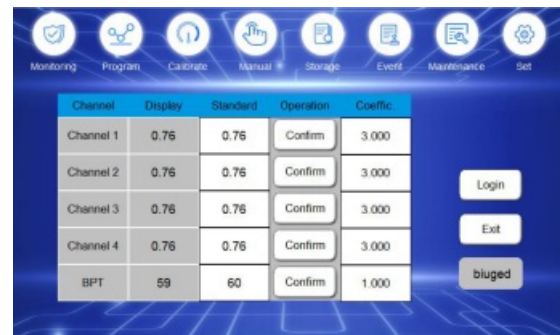 Monitoring Program Calibrate Manual Storage Event Maintenance Set
Channel Display Standard Operation Coeffic.
Channel 1 0.76 0.76 Confirm 3.000
Channel 2 0.76 0.76 Confirm 3.000
Channel 3 0.76 0.76 Confirm 3.000
Channel 4 0.76 0.76 Confirm 3.000
BPT 59 60 Confirm 1.000
Login
Exit
biuged